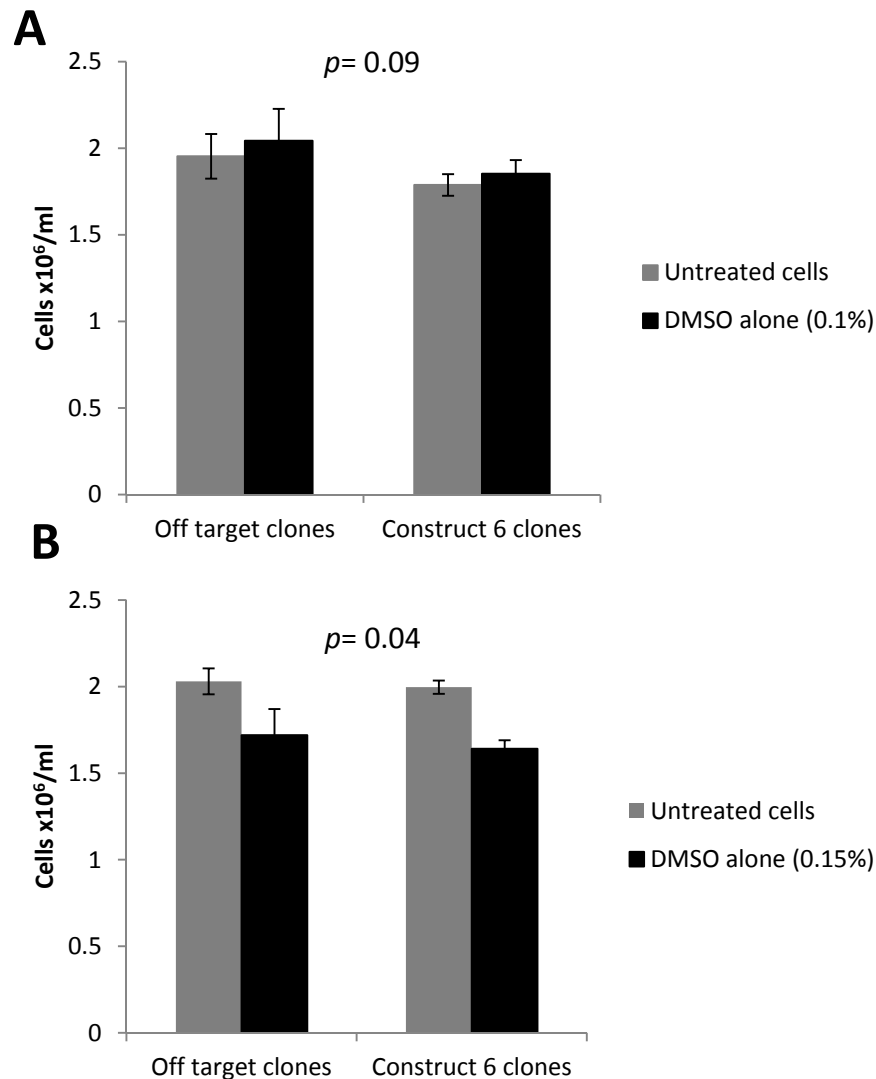 A
2.5
p= 0.09
2
1.5
1
0.5
0
Cells x10⁶/ml
Untreated cells
DMSO alone (0.1%)
Off target clones
Construct 6 clones
B
2.5
p= 0.04
2
1.5
1
0.5
0
Cells x10⁶/ml
Untreated cells
DMSO alone (0.15%)
Off target clones
Construct 6 clones